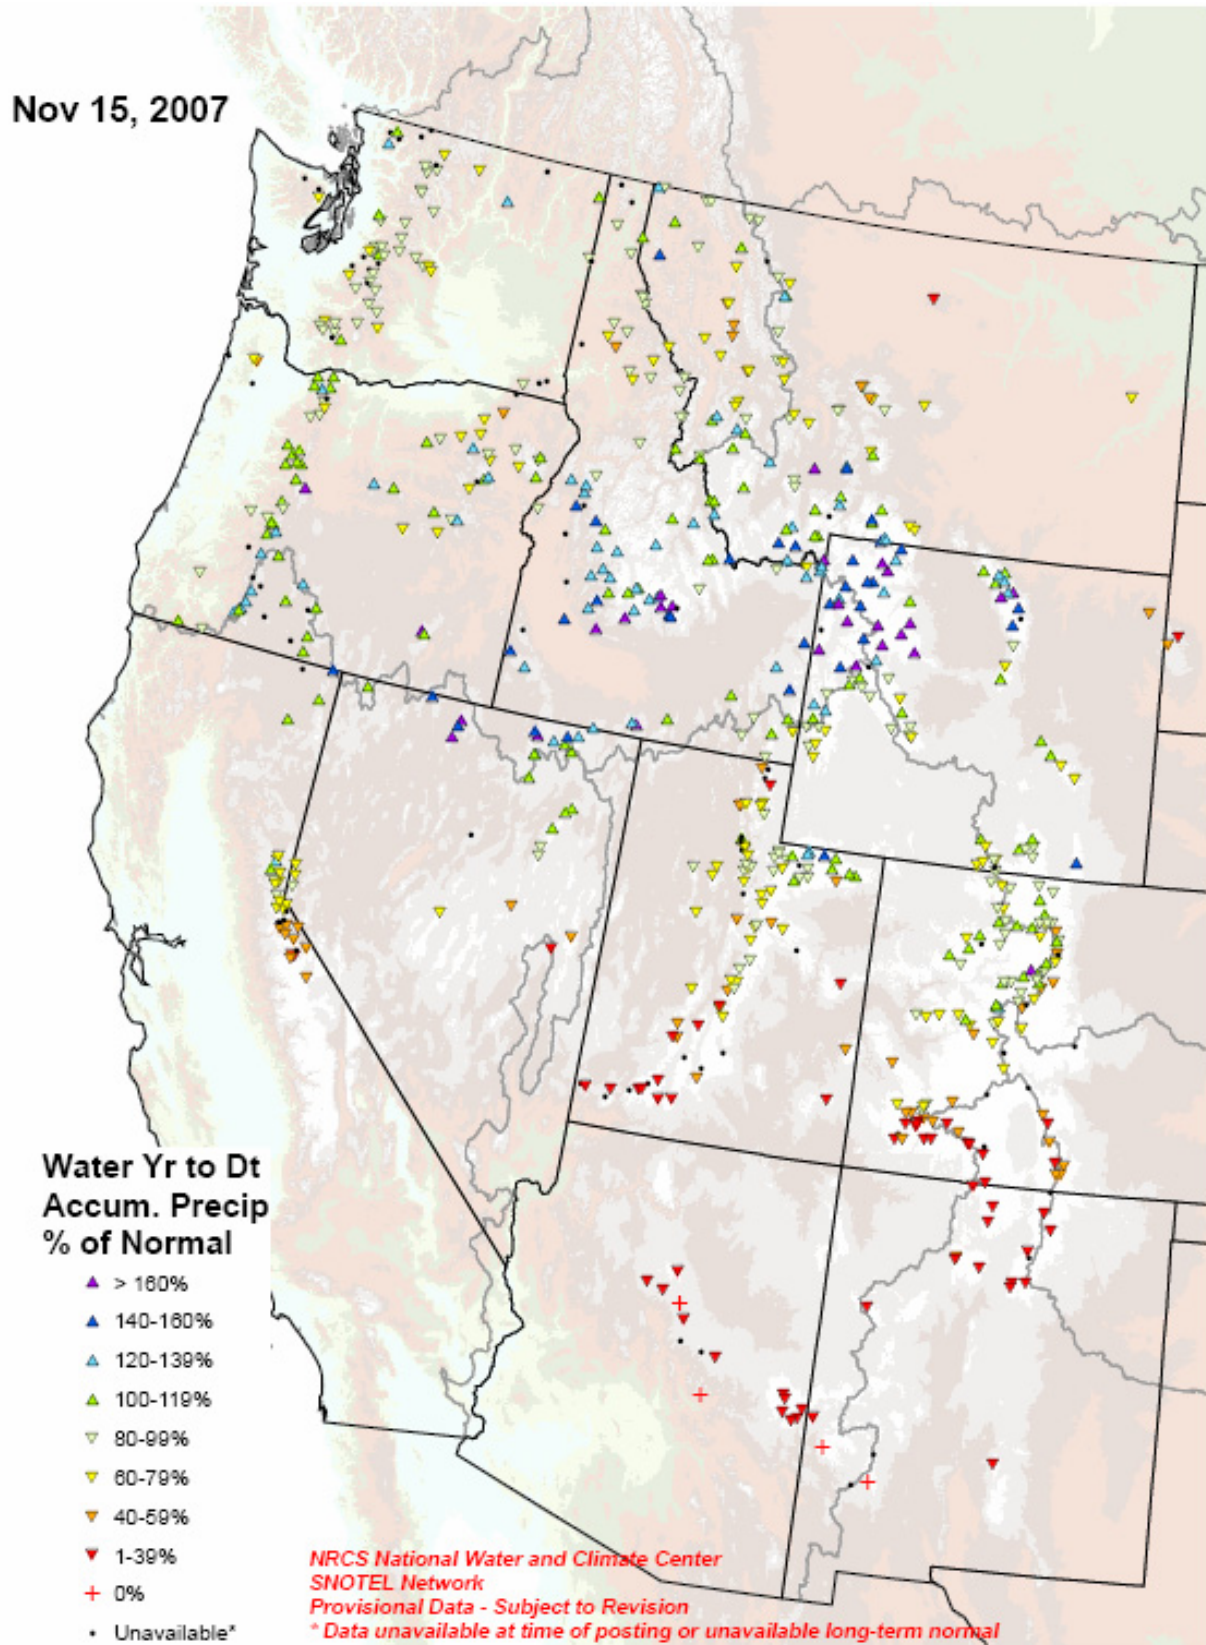 Nov 15, 2007
Water Yr to Dt
Accum. Precip
% of Normal
> 160%
140-160%
120-139%
100-119%
80-99%
60-79%
40-59%
1-39%
0%
Unavailable*
NRCS National Water and Climate Center
SNOTEL Network
Provisional Data - Subject to Revision
* Data unavailable at time of posting or unavailable long-term normal